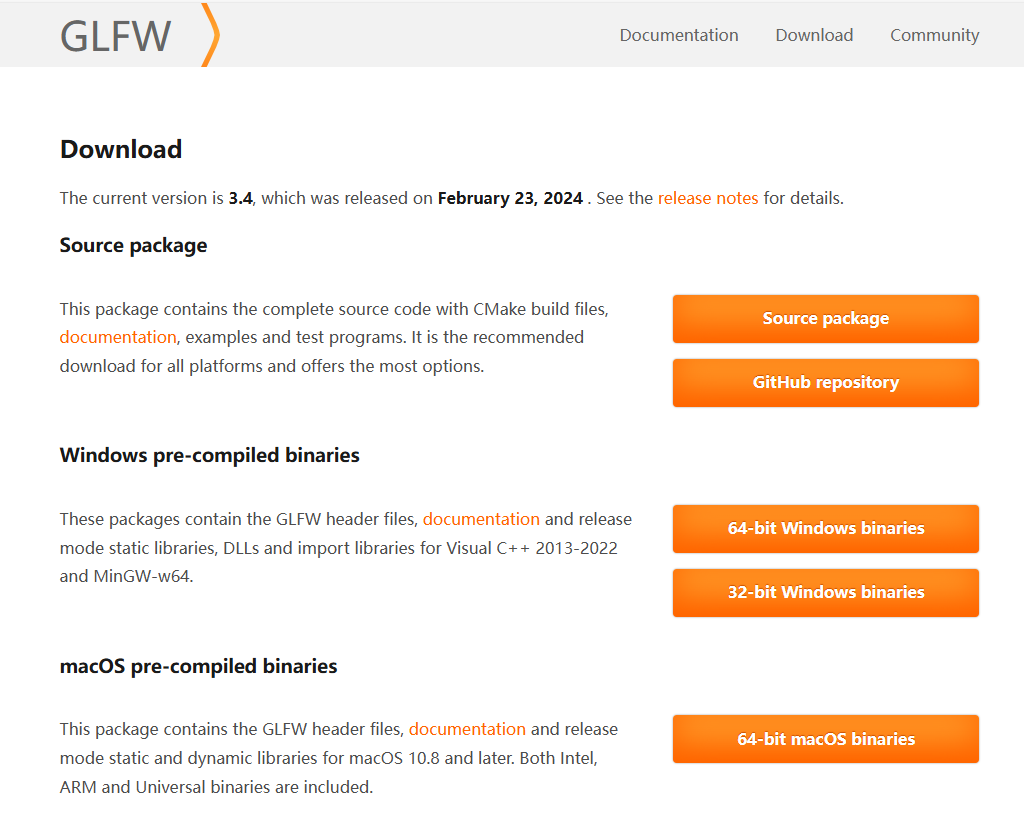 GLFW
Documentation Download Community
Download
The current version is 3.4, which was released on February 23, 2024 . See the release notes for details.
Source package
This package contains the complete source code with CMake build files,
documentation, examples and test programs. It is the recommended
download for all platforms and offers the most options.
Source package
GitHub repository
Windows pre-compiled binaries
These packages contain the GLFW header files, documentation and release
mode static libraries, DLLs and import libraries for Visual C++ 2013-2022
and MinGW-w64.
64-bit Windows binaries
32-bit Windows binaries
macOS pre-compiled binaries
This package contains the GLFW header files, documentation and release
mode static and dynamic libraries for macOS 10.8 and later. Both Intel,
ARM and Universal binaries are included.
64-bit macOS binaries